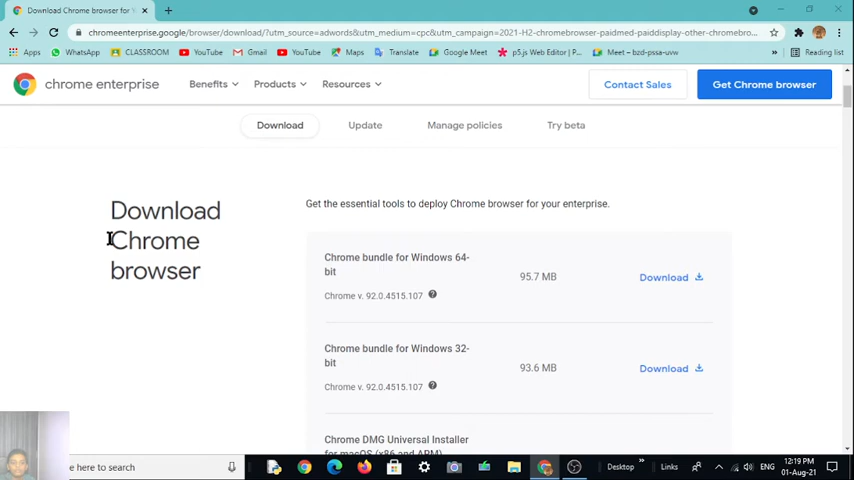 Download Chrome browser for Y
chromeenterprise.google/browser/download/?utm_source=adwords&utm_medium=cpc&utm_campaign=2021-H2-chromebrowser-paidmed-paiddisplay-other-chromebro...
Apps WhatsApp CLASSROOM YouTube Gmail YouTube Maps Translate Google Meet p5.js Web Editor | P... Meet – bzd-pssa-uvw » Reading list
chrome enterprise Benefits Products Resources Contact Sales Get Chrome browser
Download Update Manage policies Try beta
Download
Chrome
browser
Get the essential tools to deploy Chrome browser for your enterprise.
Chrome bundle for Windows 64-
bit
95.7 MB Download
Chrome v. 92.0.4515.107
Chrome bundle for Windows 32-
bit
93.6 MB Download
Chrome v. 92.0.4515.107
Chrome DMG Universal Installer
for macOS (x86 and ARM)
here to search Desktop » Links ENG 12:19 PM
01-Aug-21